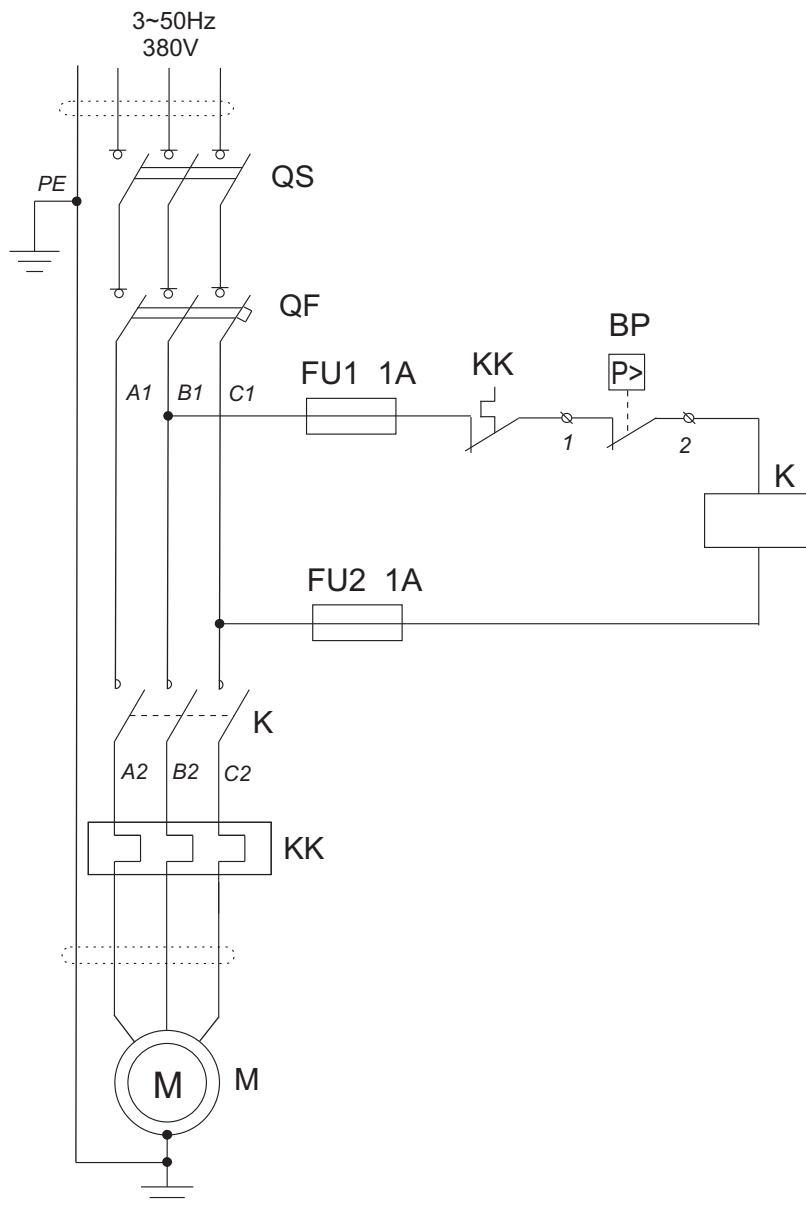 3~50Hz
380V
QS
PE
QF
BP
KK
P>
FU1 1A
A1 B1 C1
1 2
K
FU2 1A
K
A2 B2 C2
KK
M M